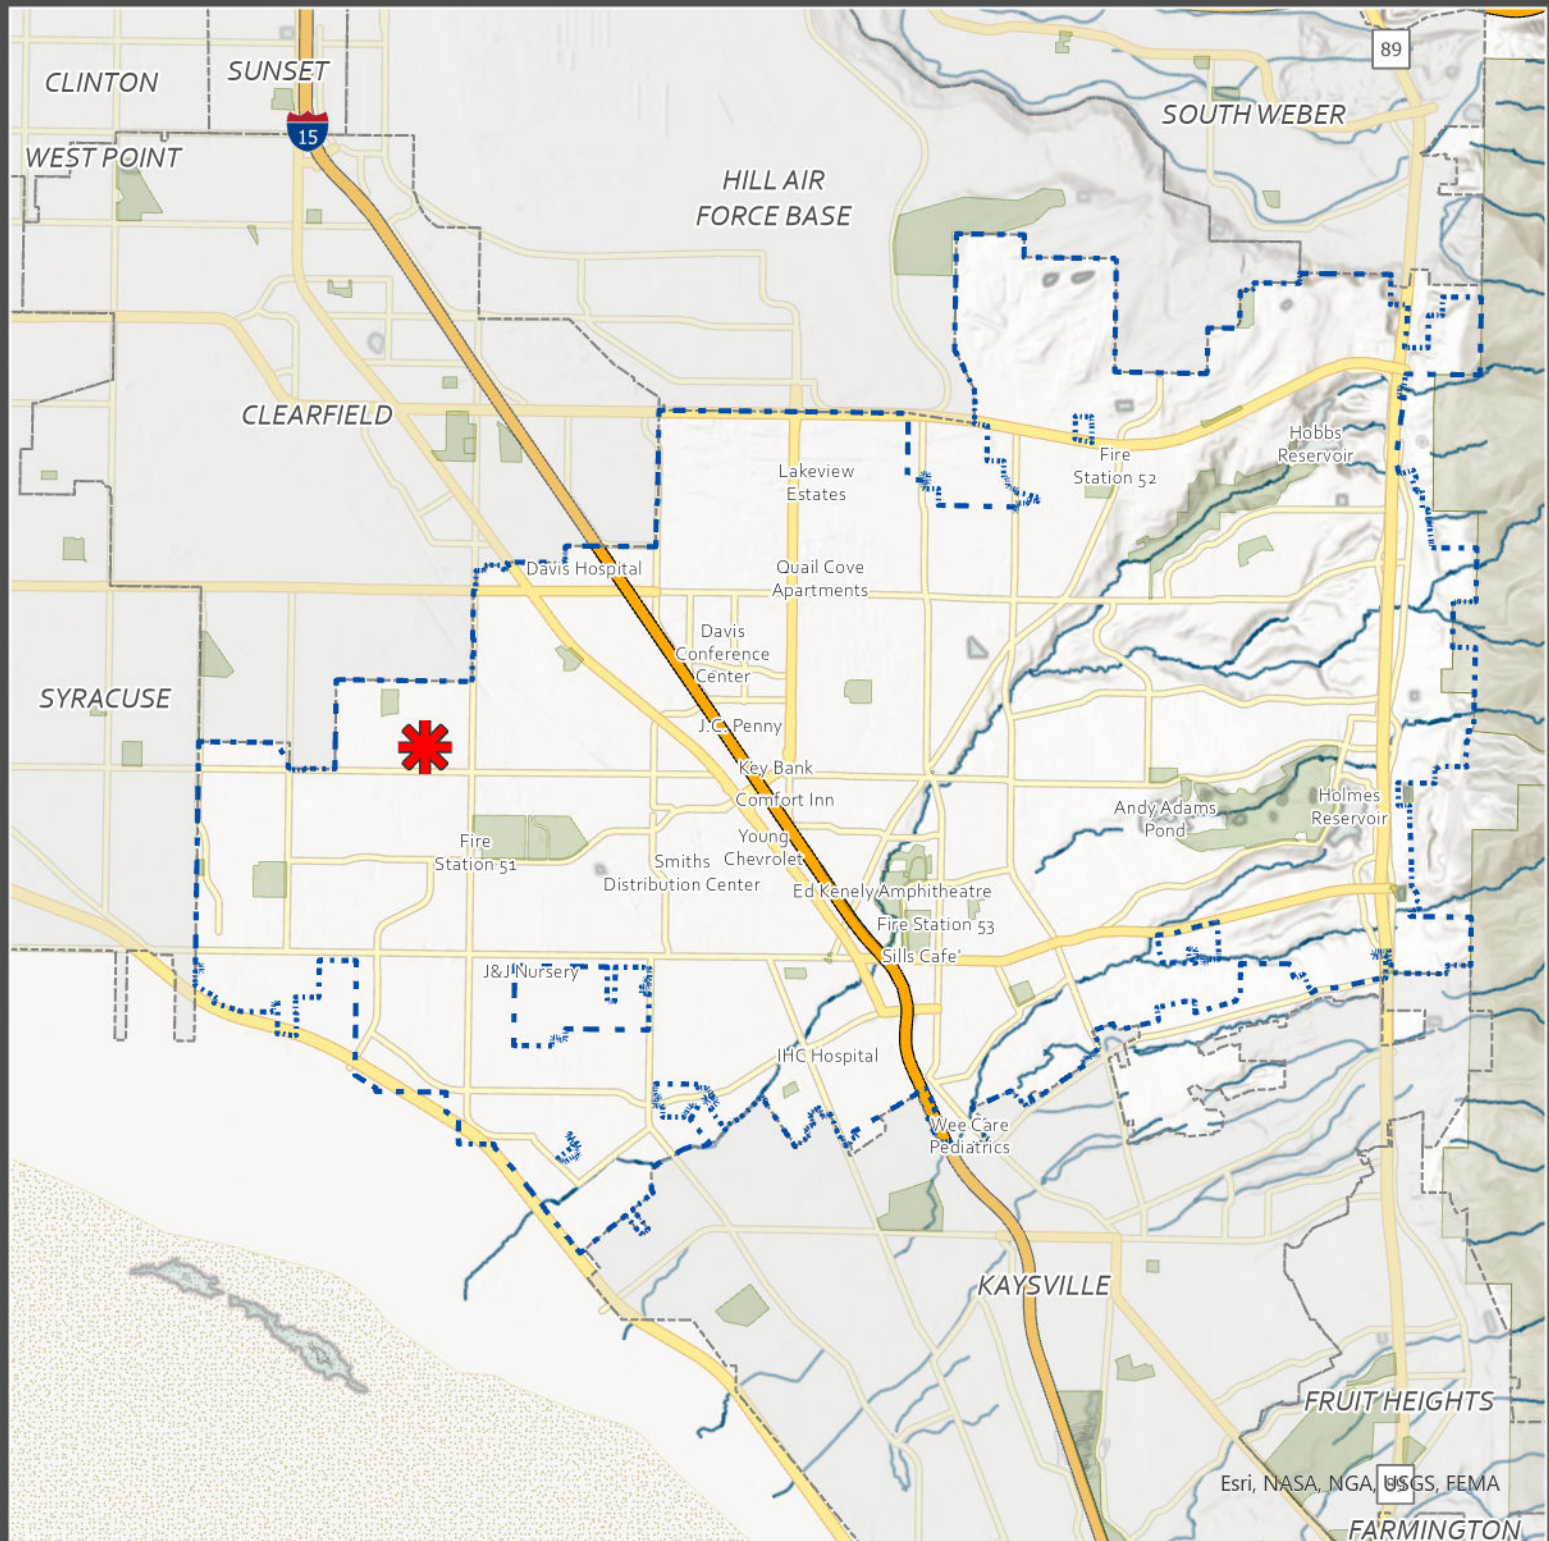 89
SUNSET
CLINTON
SOUTH WEBER
15
WEST POINT
HILL AIR
FORCE BASE
CLEARFIELD
Hobbs
Reservoir
Fire
Station 52
Lakeview
Estates
Davis Hospital
Quail Cove
Apartments
Davis
Conference
Center
SYRACUSE
J.C. Penny
Key Bank
Comfort Inn
Andy Adams
Pond
Holmes
Reservoir
Fire
Station 51
Young
Chevrolet
Smiths
Distribution Center
Ed Kenely Amphitheatre
Fire Station 53
Sills Cafe'
J&J Nursery
IHC Hospital
Wee Care
Pediatrics
KAYSVILLE
FRUIT HEIGHTS
89
Esri, NASA, NGA, USGS, FEMA
FARMINGTON